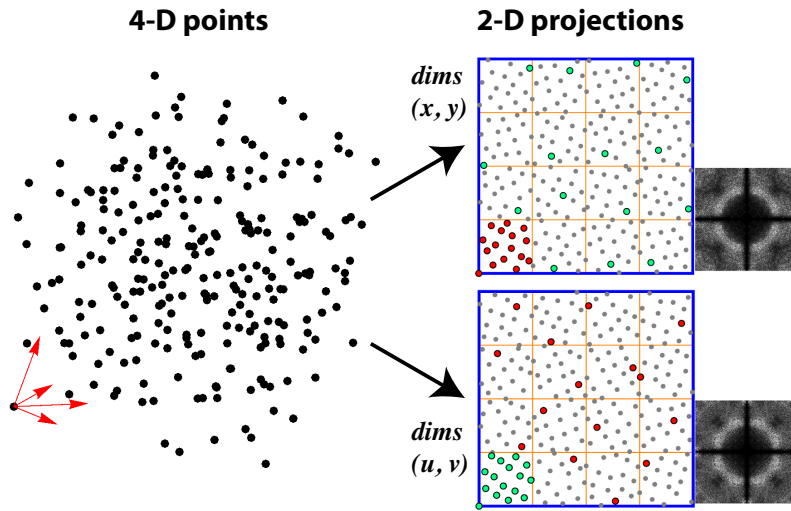 4-D points
2-D projections
dims
(x, y)
dims
(u, v)